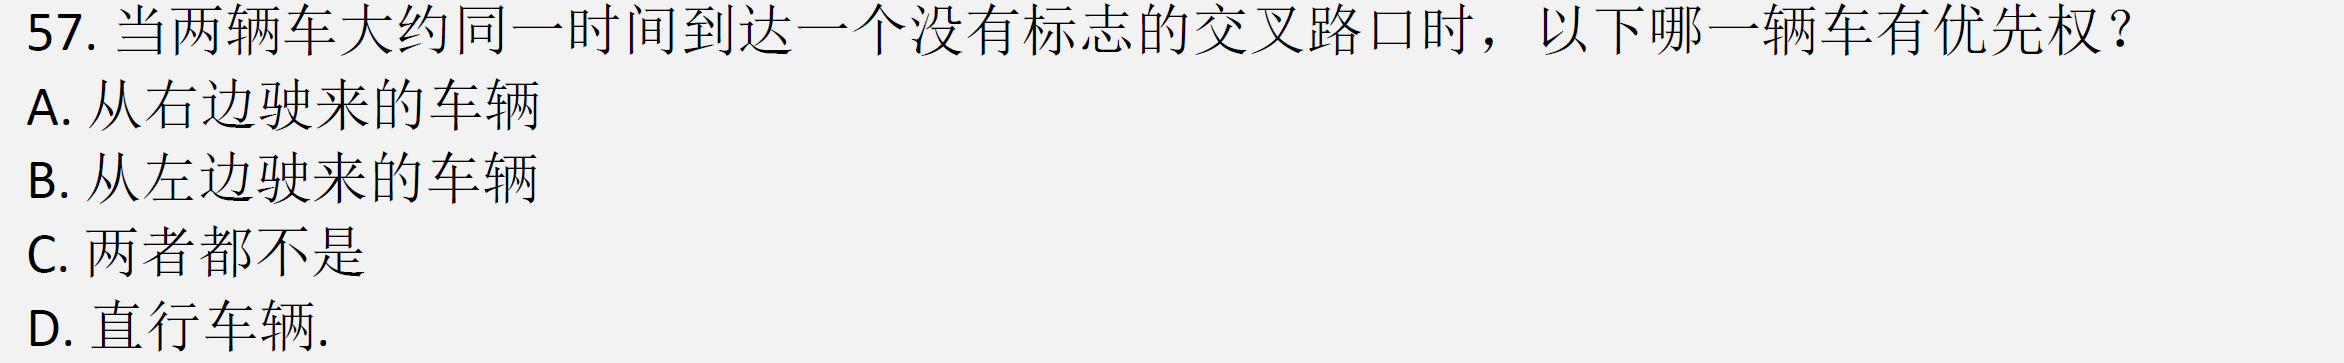 57. 当两辆车大约同一时间到达一个没有标志的交叉路口时，以下哪一辆车有优先权?
A. 从右边驶来的车辆
B. 从左边驶来的车辆
C. 两者都不是
D. 直行车辆.